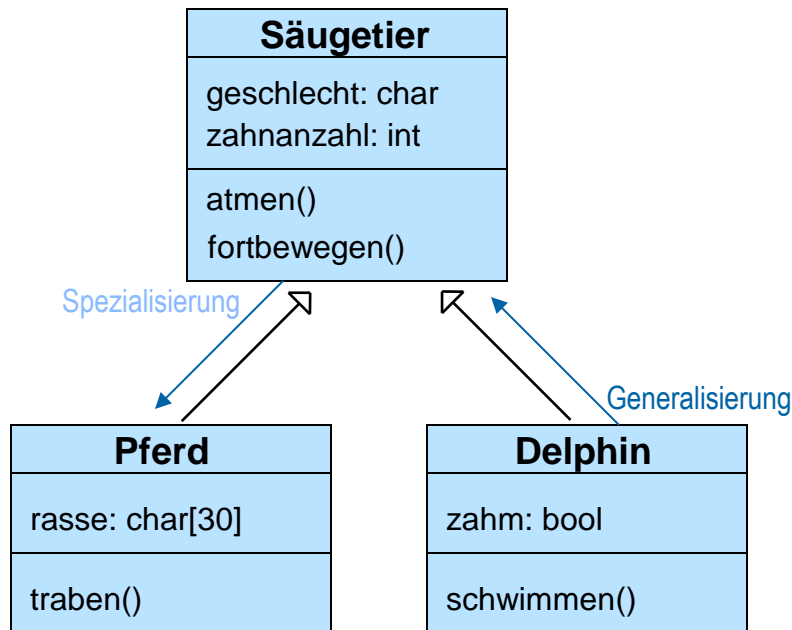 Säugetier
geschlecht: char
zahnanzahl: int
atmen()
fortbewegen()
Spezialisierung
Generalisierung
Pferd
rasse: char[30]
traben()
Delphin
zahm: bool
schwimmen()